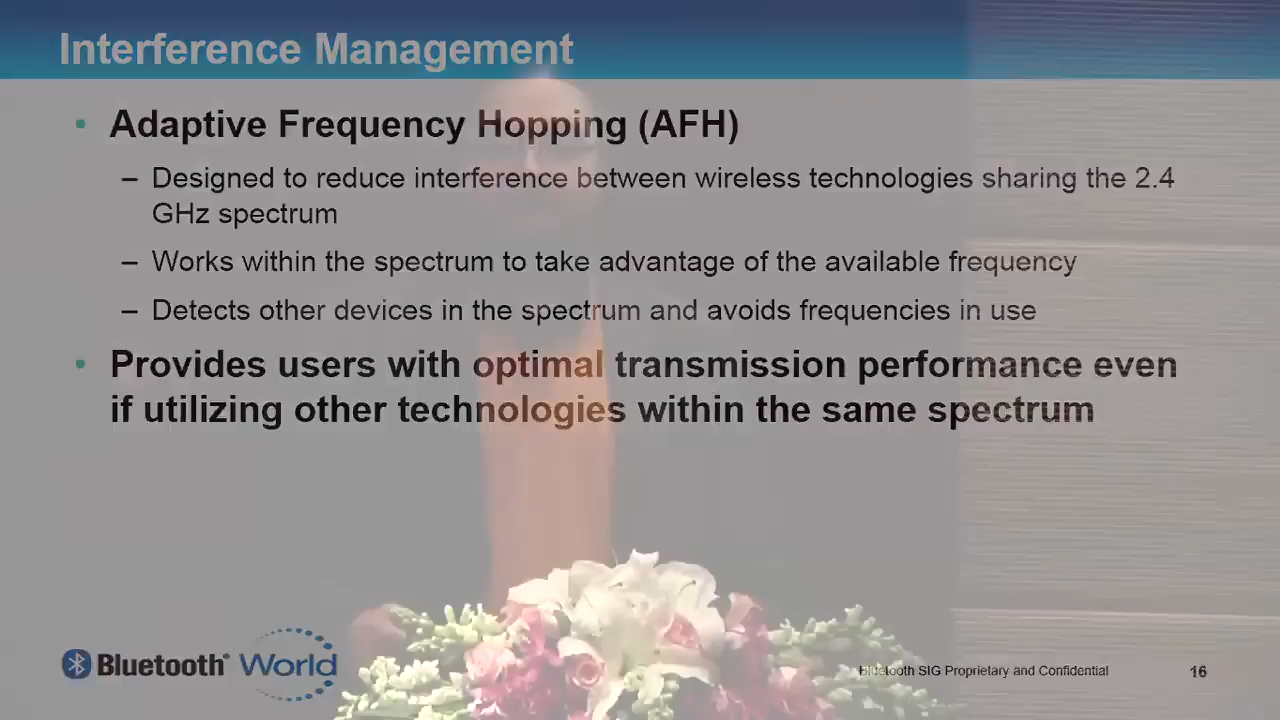 Interference Management
• Adaptive Frequency Hopping (AFH)
– Designed to reduce interference between wireless technologies sharing the 2.4
GHz spectrum
– Works within the spectrum to take advantage of the available frequency
– Detects other devices in the spectrum and avoids frequencies in use
• Provides users with optimal transmission performance even
if utilizing other technologies within the same spectrum
Bluetooth® World
Bluetooth SIG Proprietary and Confidential
16